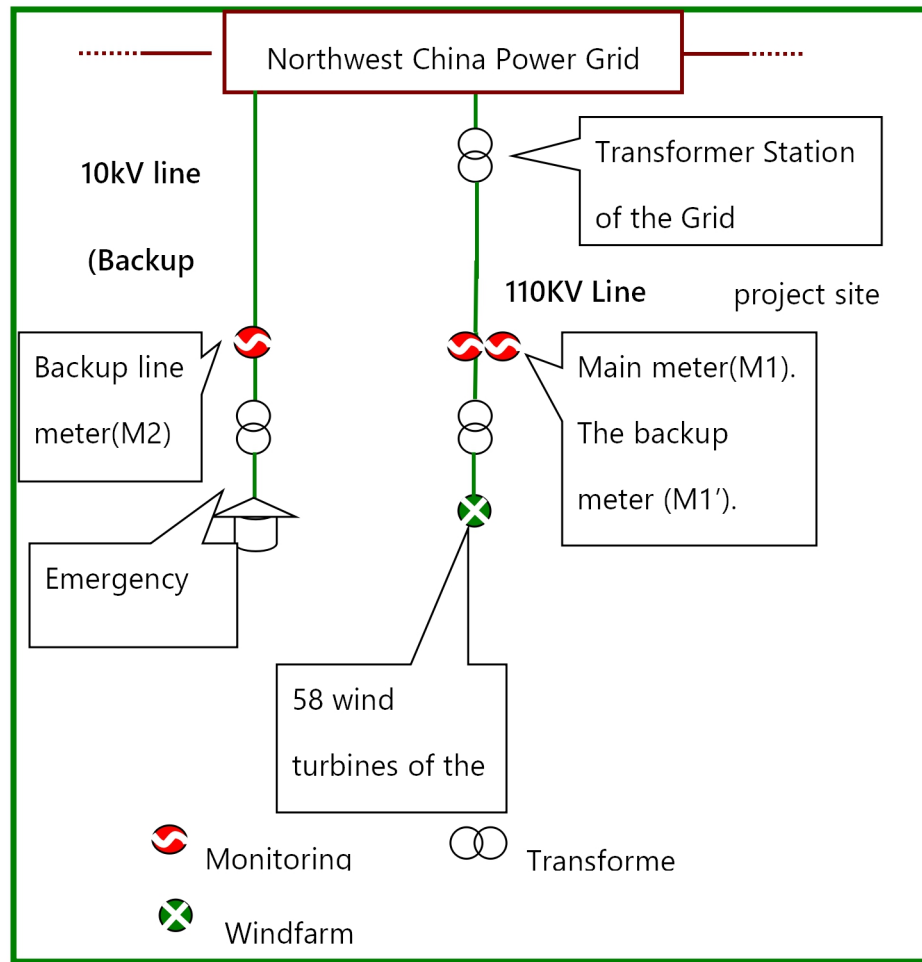 Northwest China Power Grid
Transformer Station
of the Grid
10kV line
(Backup
110KV Line
project site
Backup line
meter(M2)
Main meter(M1).
The backup
meter (M1’).
Emergency
58 wind
turbines of the
Monitoring
Transforme
Windfarm